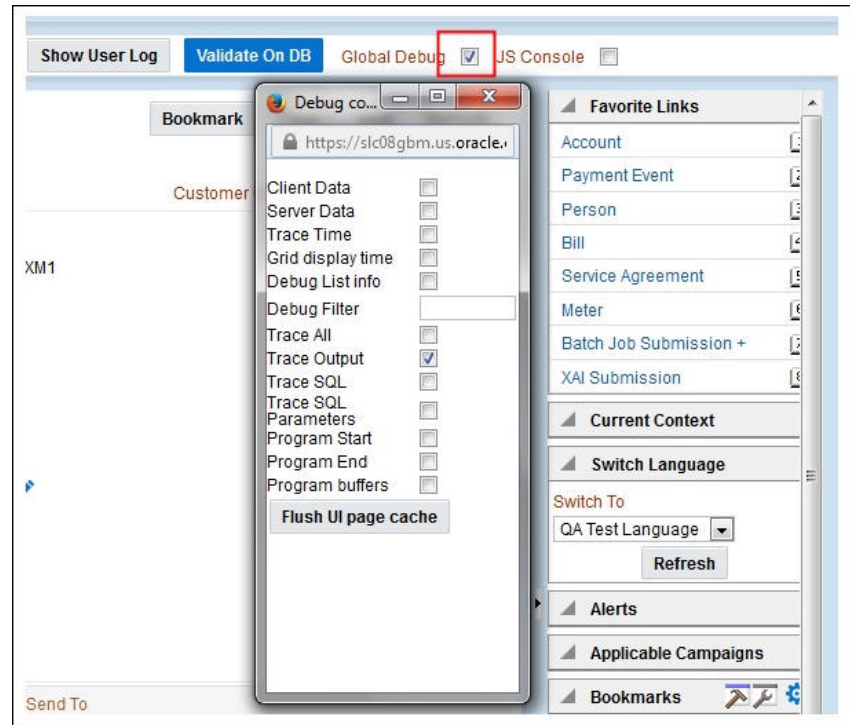 Show User Log
Validate On DB
Global Debug
JS Console
Bookmark
Customer
XM1
Send To
Debug co...
https://slc08gbm.us.oracle.
Client Data
Server Data
Trace Time
Grid display time
Debug List info
Debug Filter
Trace All
Trace Output
Trace SQL
Trace SQL
Parameters
Program Start
Program End
Program buffers
Flush UI page cache
Favorite Links
Account
Payment Event
Person
Bill
Service Agreement
Meter
Batch Job Submission +
XAI Submission
Current Context
Switch Language
Switch To
QA Test Language
Refresh
Alerts
Applicable Campaigns
Bookmarks